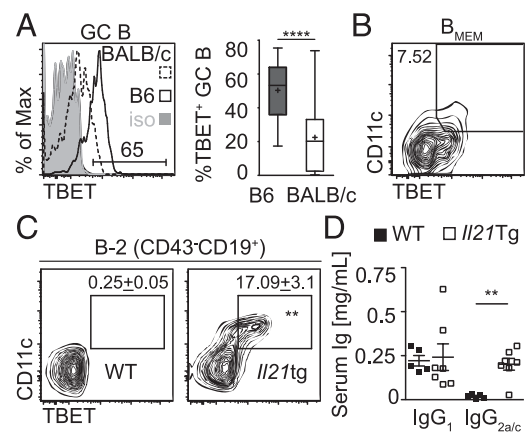 A
GC B
BALB/c
B6
iso
65
% of Max
TBET
****
%TBET+ GC B
80
60
40
20
0
B6
BALB/c
B
BMEM
7.52
CD11c
TBET
C
B-2 (CD43-CD19+)
0.25±0.05
WT
17.09±3.1
**
Il21tg
CD11c
TBET
D
WT
Il21Tg
Serum Ig [mg/mL]
0.75
0.50
0.25
0
**
IgG1
IgG2a/c